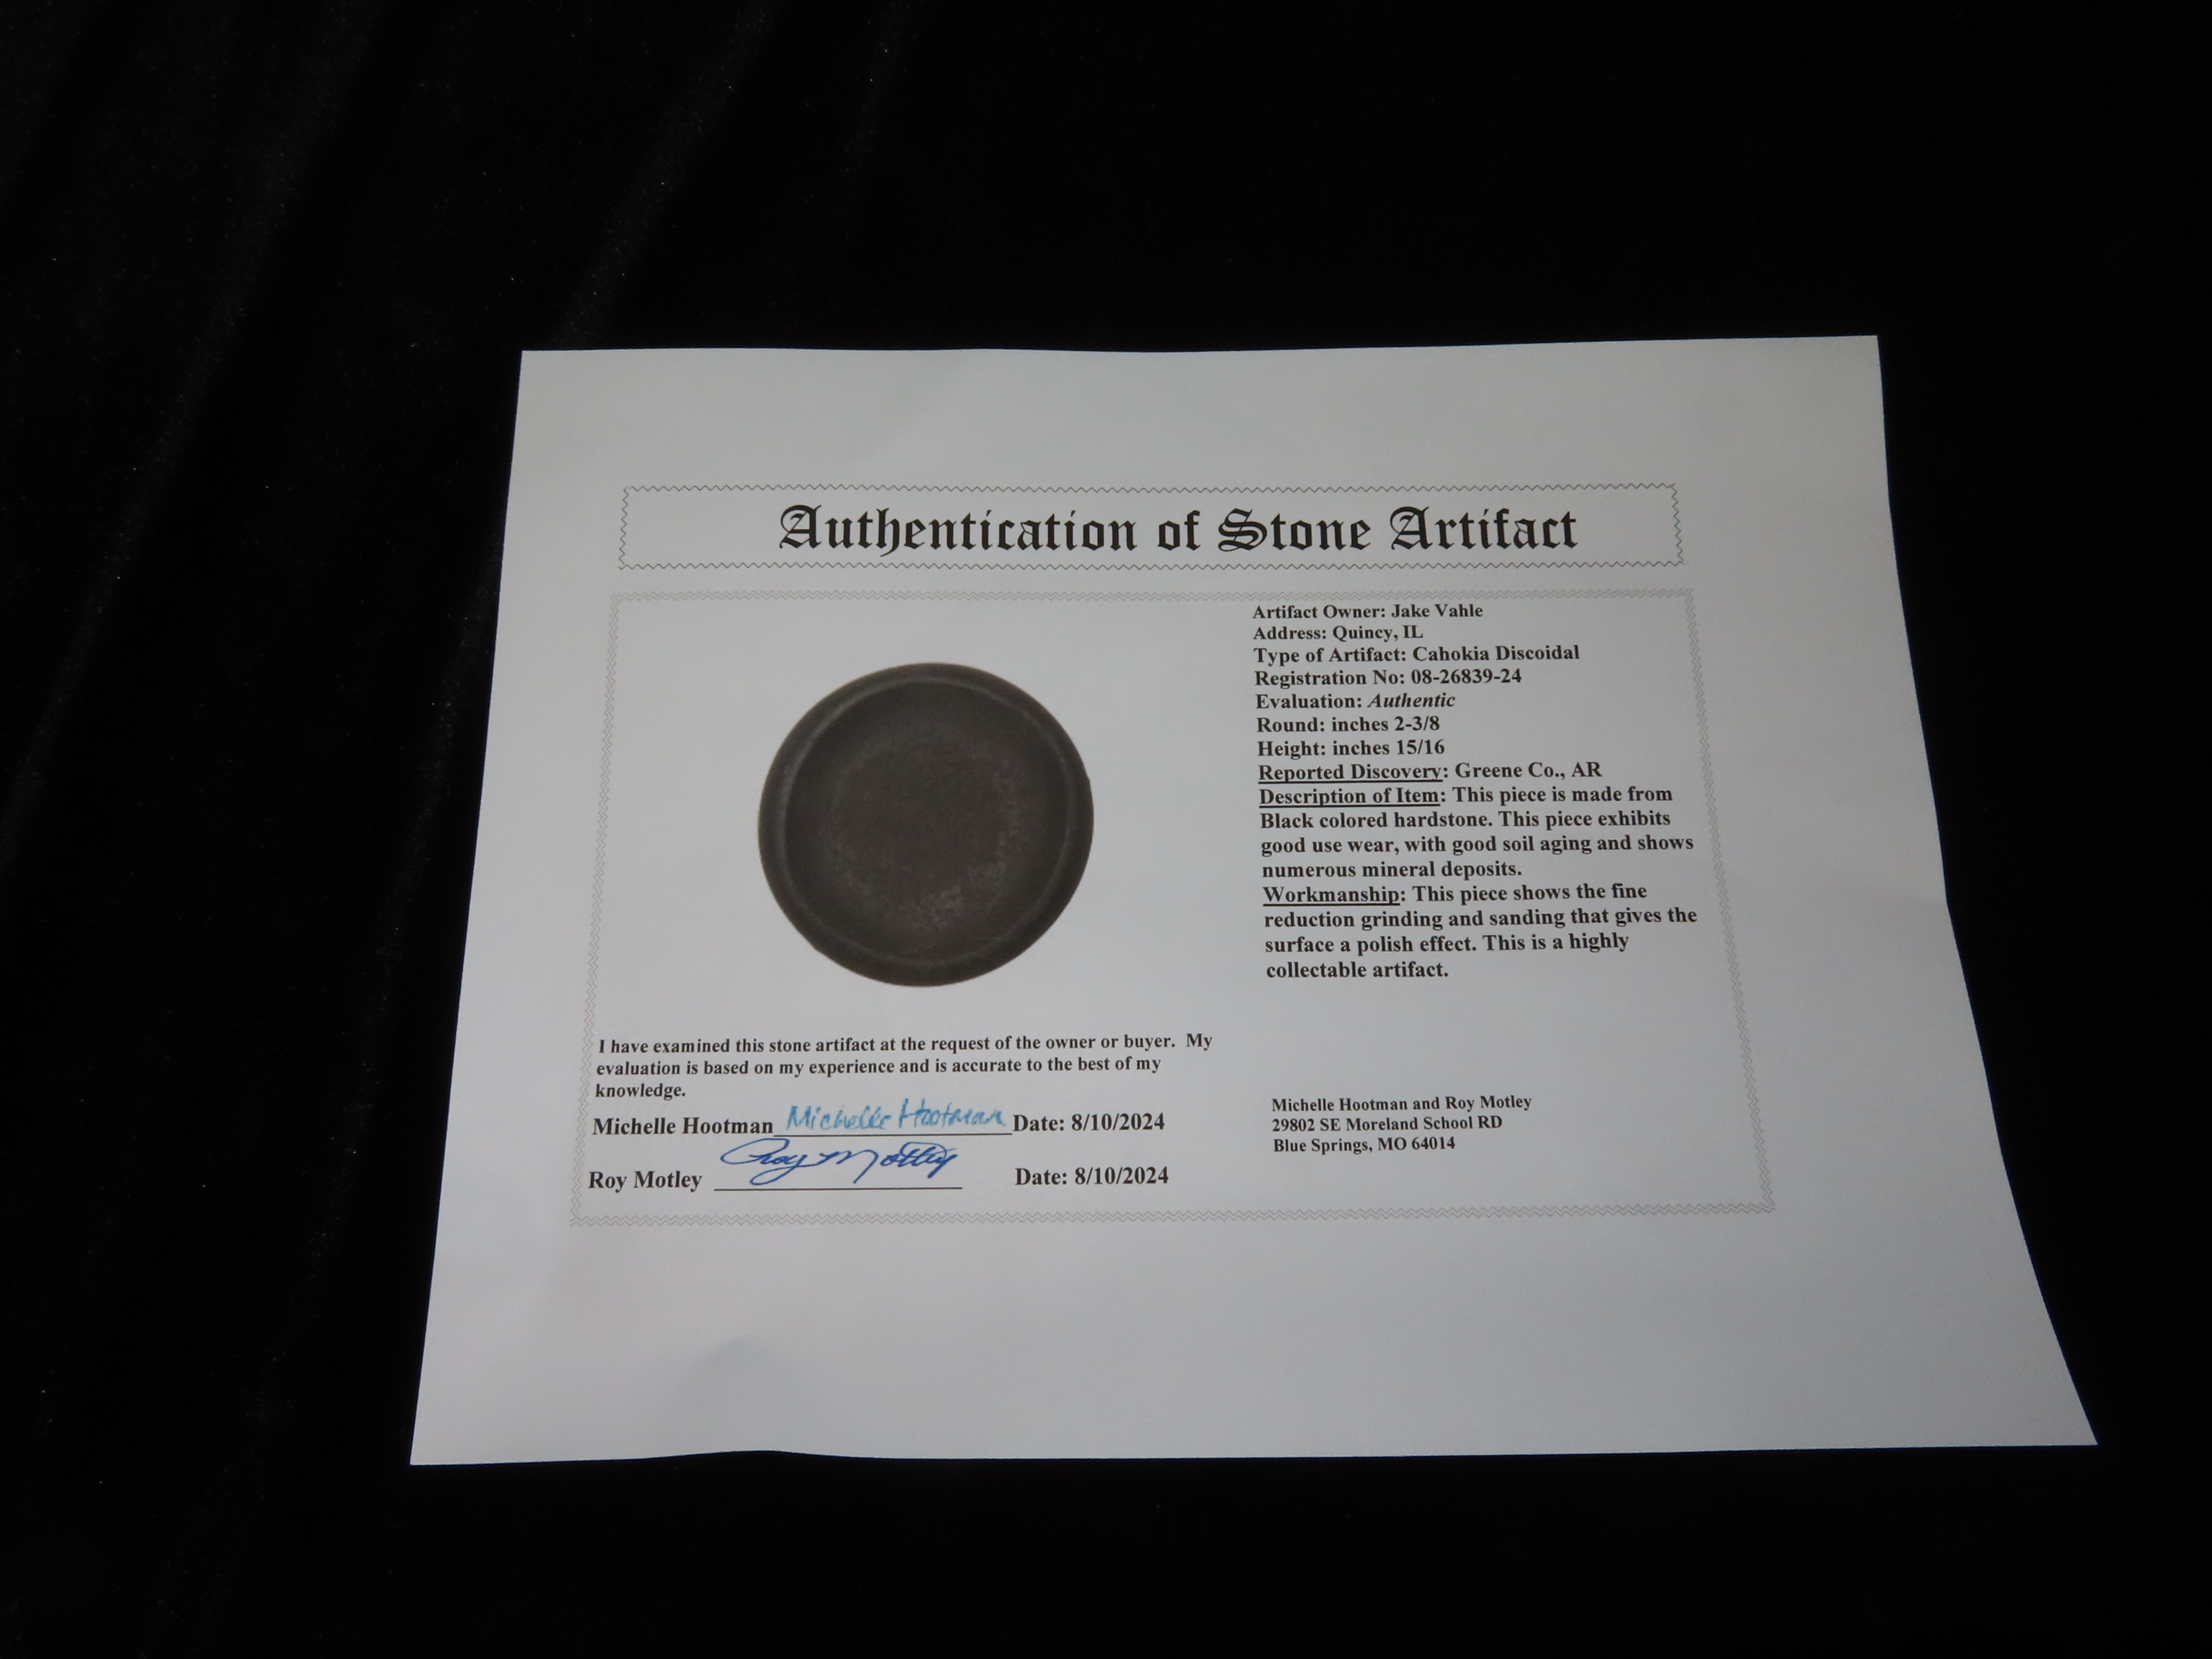 Authentication of Stone Artifact
Artifact Owner: Jake Vahle
Address: Quincy, IL
Type of Artifact: Cahokia Discoidal
Registration No: 08-26839-24
Evaluation: Authentic
Round: inches 2-3/8
Height: inches 15/16
Reported Discovery: Greene Co., AR
Description of Item: This piece is made from
Black colored hardstone. This piece exhibits
good use wear, with good soil aging and shows
numerous mineral deposits.
Workmanship: This piece shows the fine
reduction grinding and sanding that gives the
surface a polish effect. This is a highly
collectable artifact.
I have examined this stone artifact at the request of the owner or buyer.  My
evaluation is based on my experience and is accurate to the best of my
knowledge.
Michelle Hootman Michelle Hootman Date: 8/10/2024
Roy Motley Roy Motley Date: 8/10/2024
Michelle Hootman and Roy Motley
29802 SE Moreland School RD
Blue Springs, MO 64014